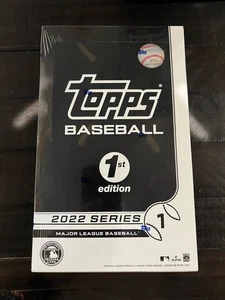 Topps
BASEBALL
1st
edition
2022 SERIES 1
MAJOR LEAGUE BASEBALL